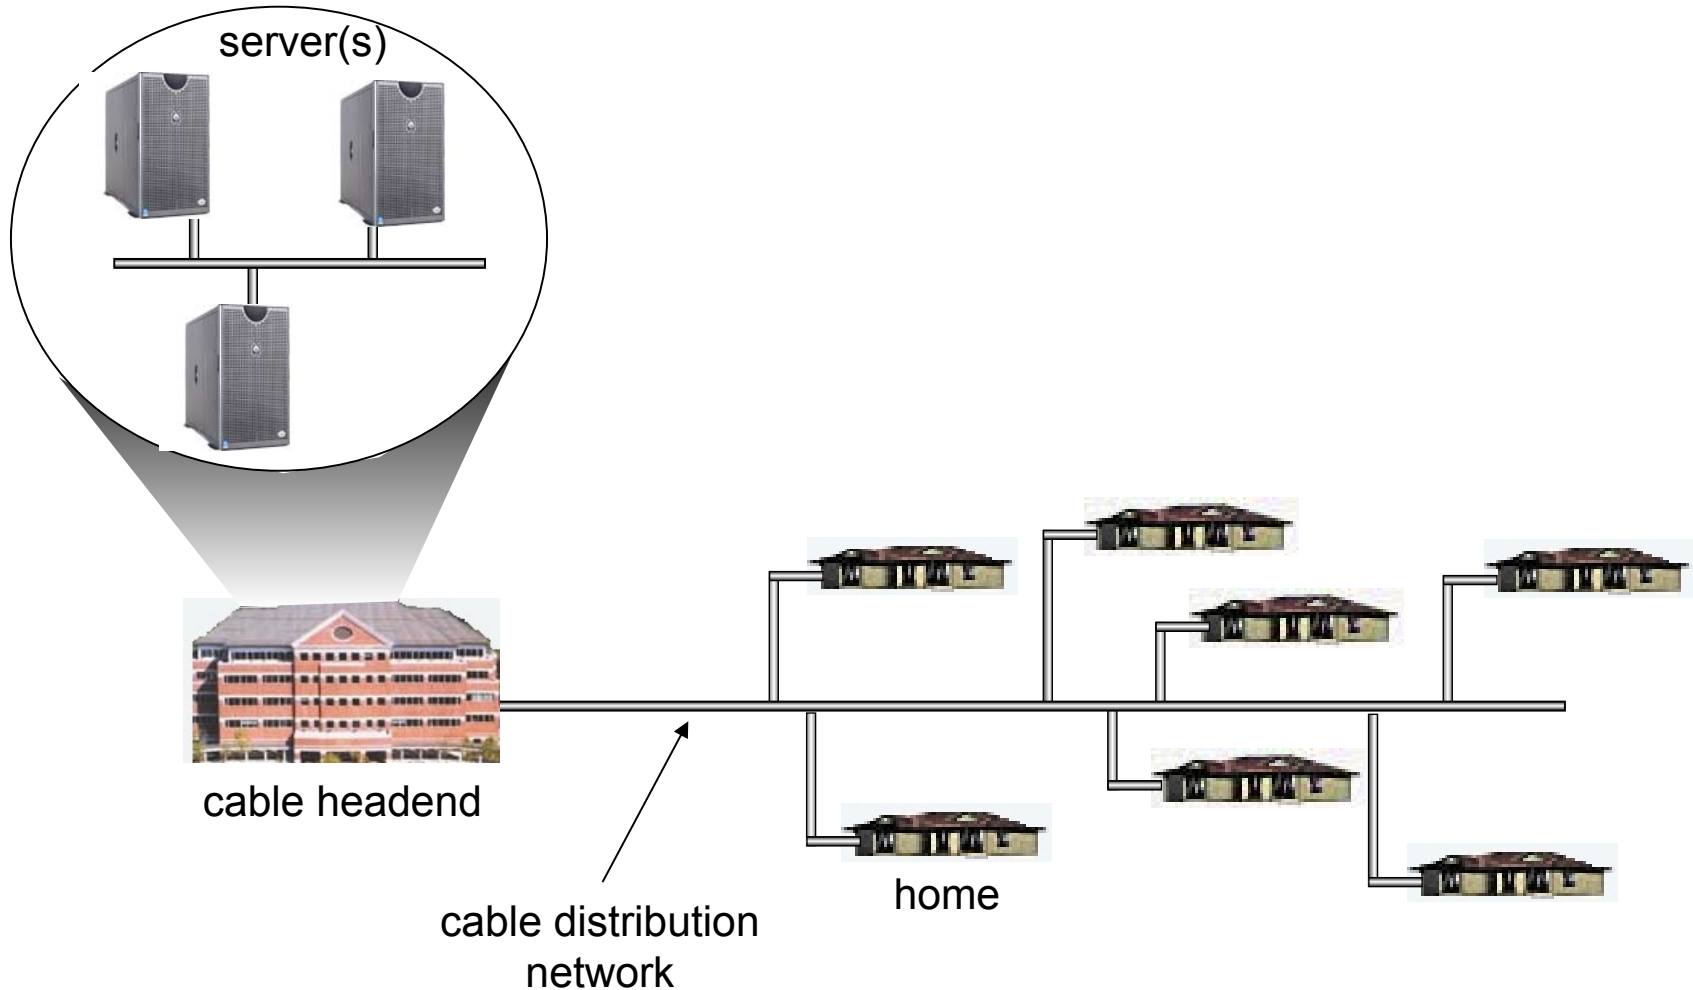 server(s)
cable headend
home
cable distribution
network